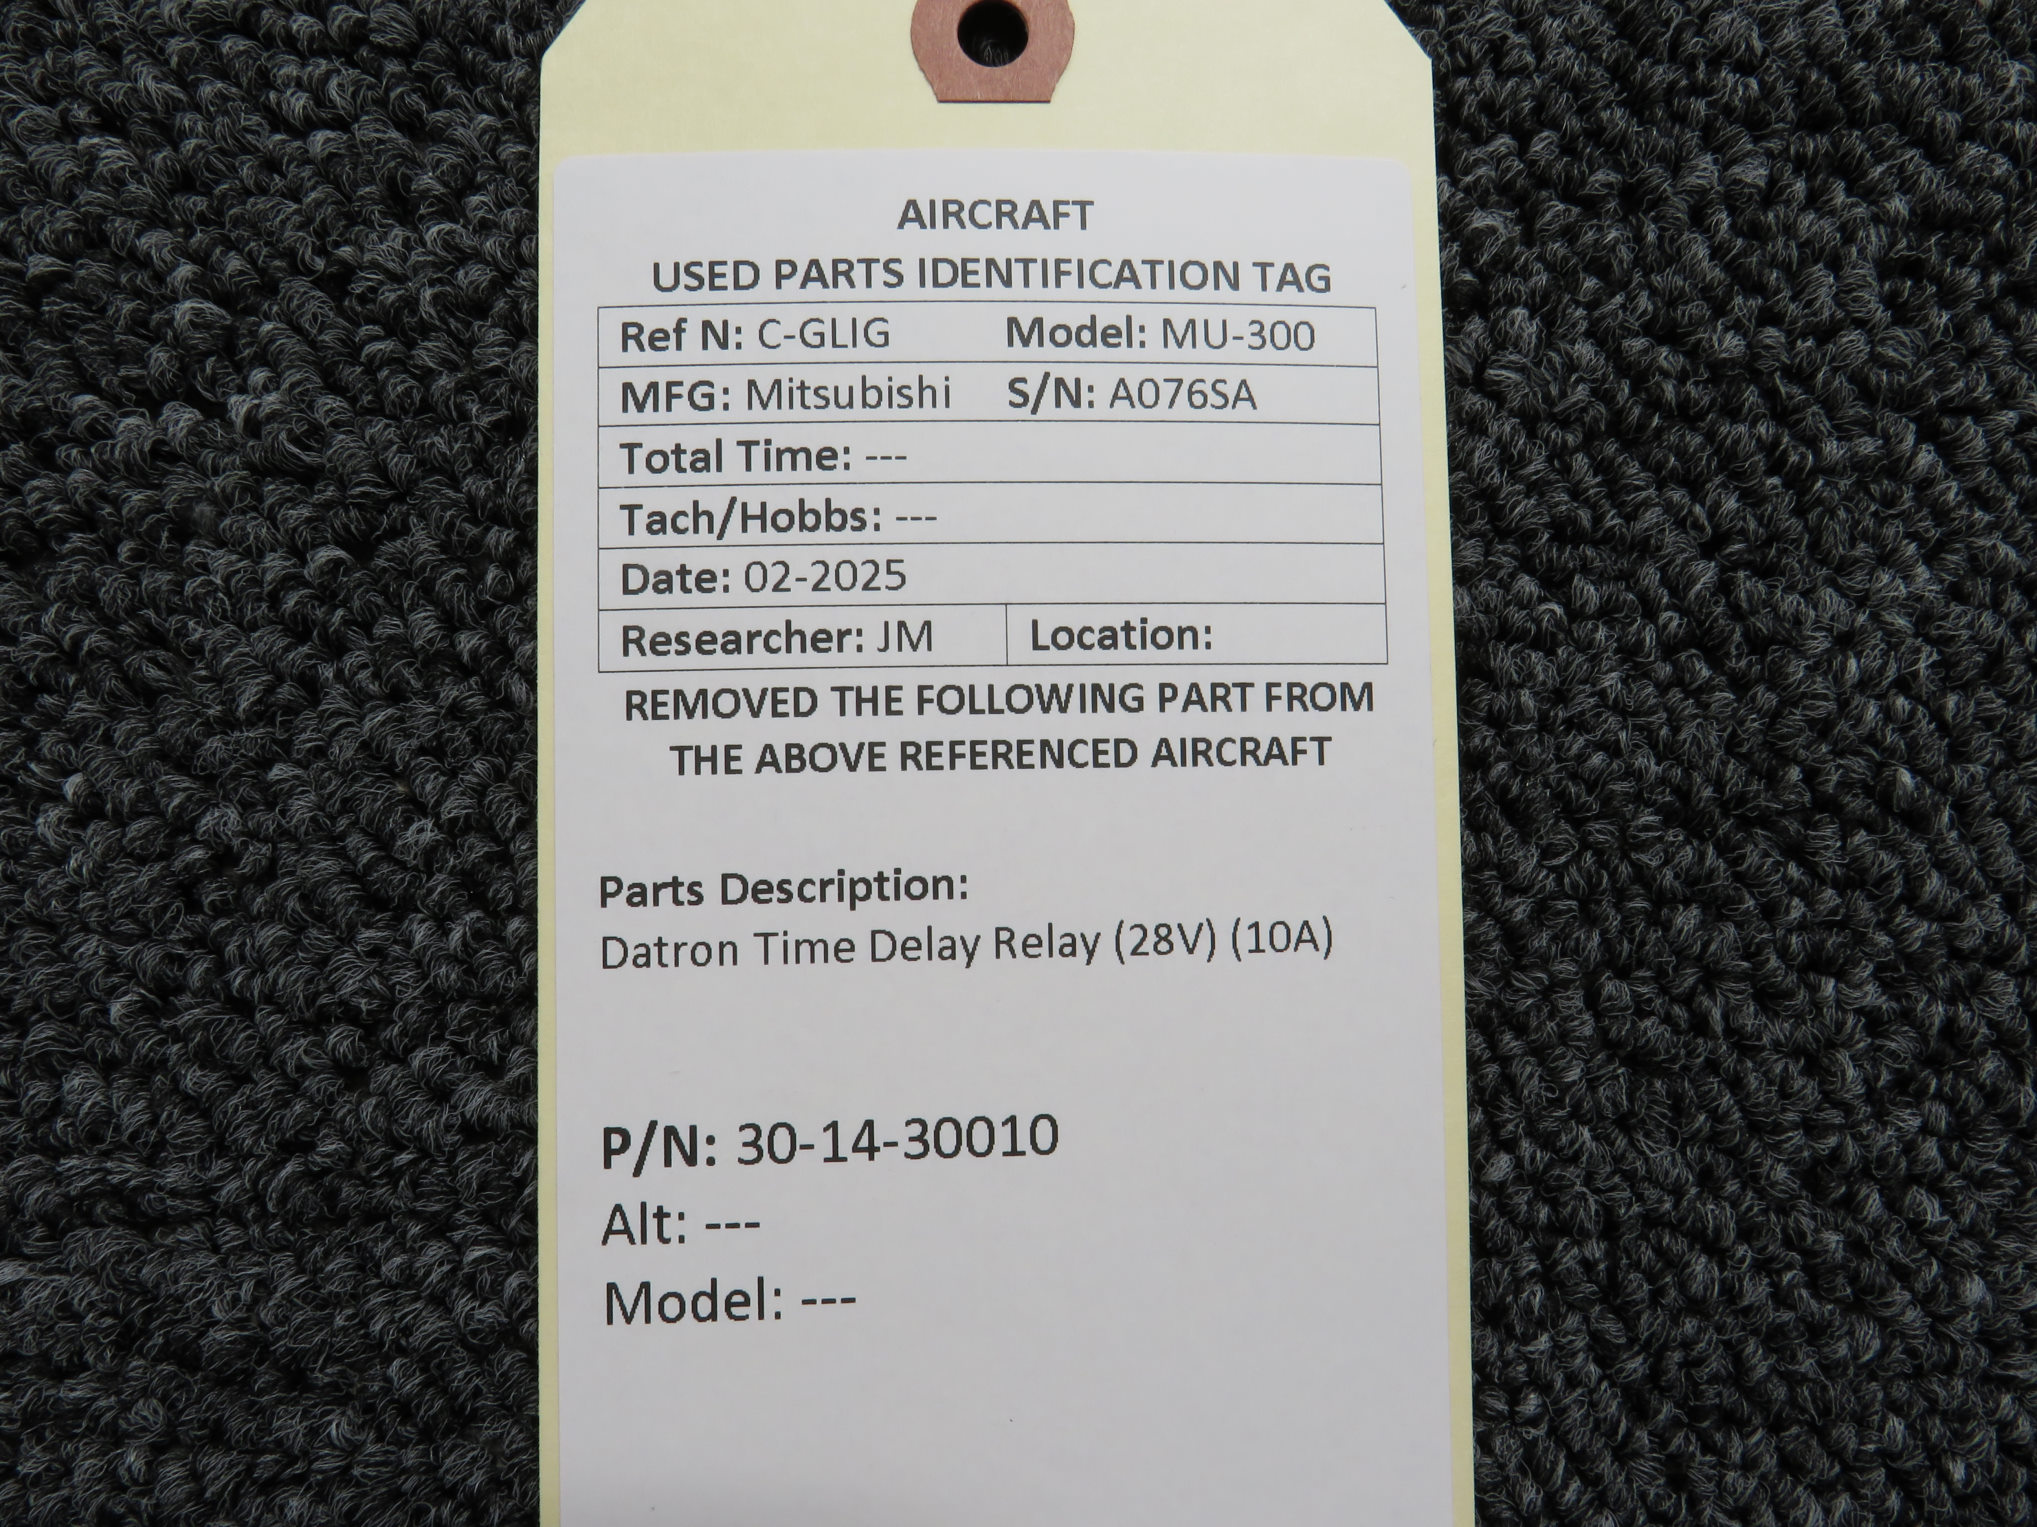 AIRCRAFT
USED PARTS IDENTIFICATION TAG
Ref N: C-GLIG Model: MU-300
MFG: Mitsubishi S/N: A076SA
Total Time: ---
Tach/Hobbs: ---
Date: 02-2025
Researcher: JM Location:
REMOVED THE FOLLOWING PART FROM
THE ABOVE REFERENCED AIRCRAFT
Parts Description:
Datron Time Delay Relay (28V) (10A)
P/N: 30-14-30010
Alt: ---
Model: ---